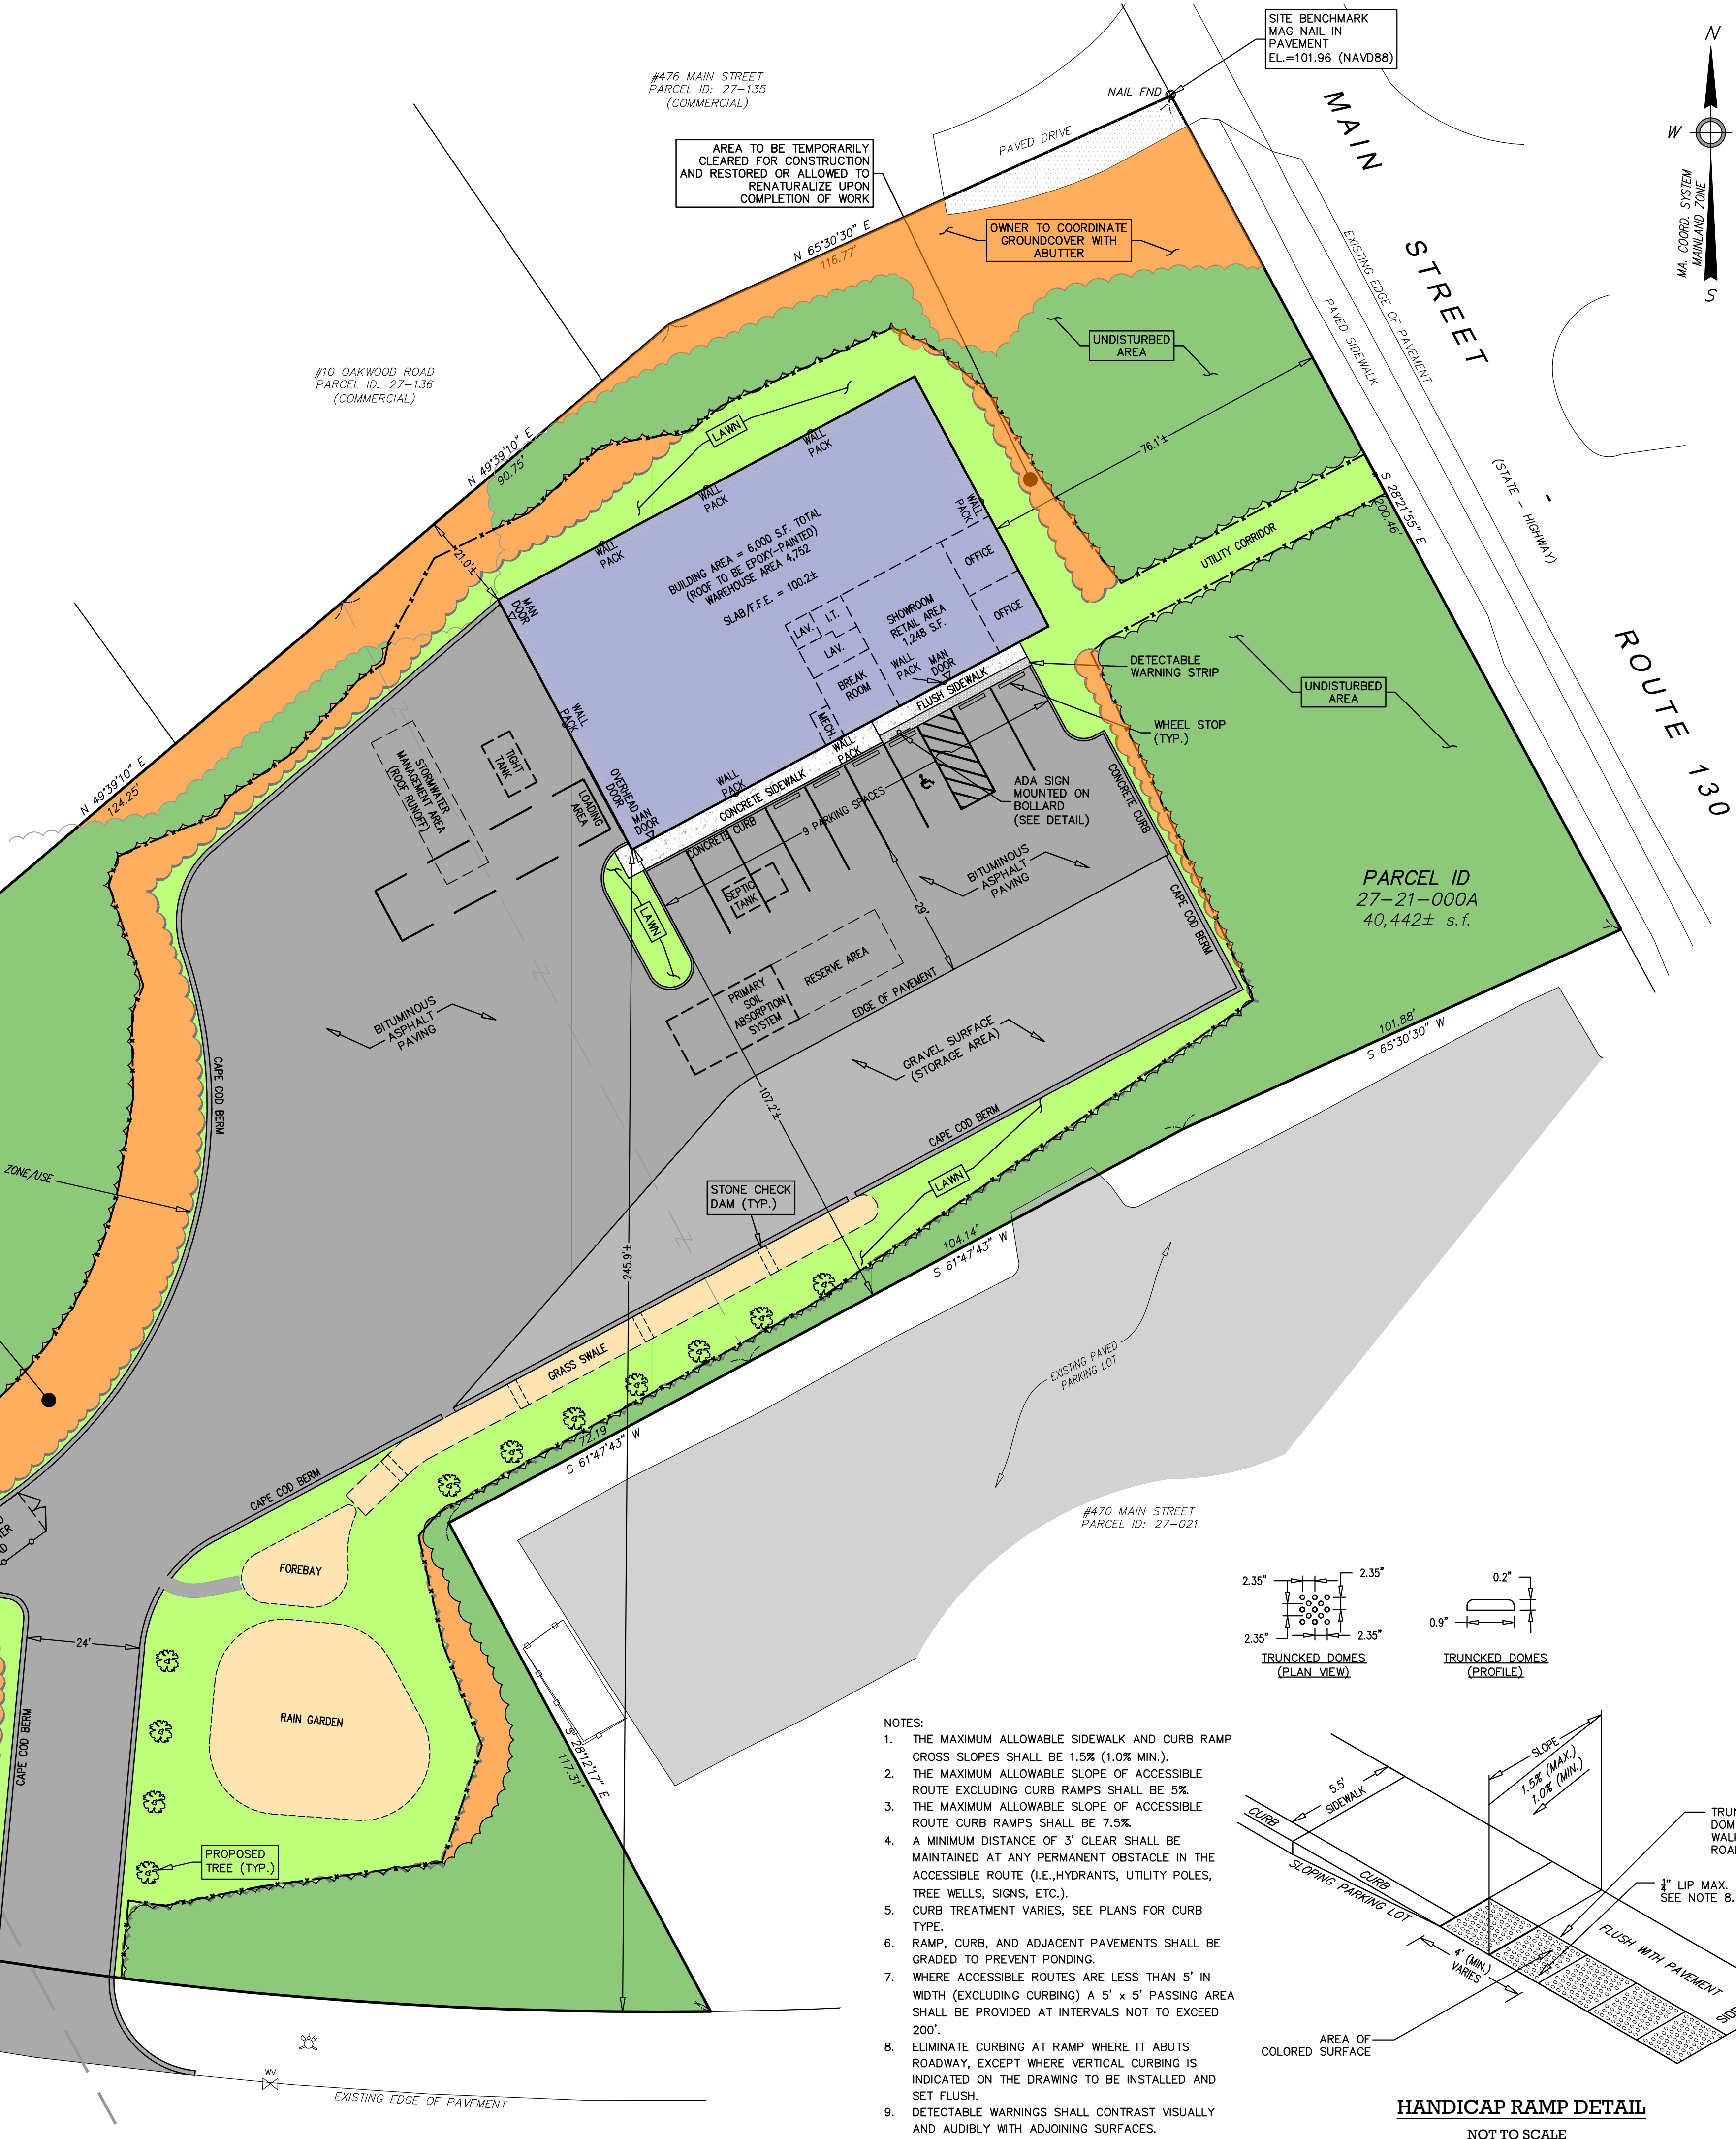 SITE BENCHMARK
MAG NAIL IN
PAVEMENT
EL.=101.96 (NAVD88)
N
W
S
MA. COORD. SYSTEM
MAINLAND ZONE
#476 MAIN STREET
PARCEL ID: 27-135
(COMMERCIAL)
NAIL FND
PAVED DRIVE
MAIN STREET - ROUTE 130
(STATE - HIGHWAY)
EXISTING EDGE OF PAVEMENT
PAVED SIDEWALK
AREA TO BE TEMPORARILY
CLEARED FOR CONSTRUCTION
AND RESTORED OR ALLOWED TO
RENATURALIZE UPON
COMPLETION OF WORK
OWNER TO COORDINATE
GROUNDCOVER WITH
ABUTTER
N 65°30'30" E
116.77'
UNDISTURBED
AREA
#10 OAKWOOD ROAD
PARCEL ID: 27-136
(COMMERCIAL)
N 49°39'10" E
90.75'
LAWN
WALL
PACK
76.1'±
S 28°21'55" E
200.46'
WALL
PACK
WALL
PACK
WALL
PACK
21.0'±
BUILDING AREA = 6,000 S.F. TOTAL
(ROOF TO BE EPOXY-PAINTED)
WAREHOUSE AREA 4,752
SLAB/F.F.E. = 100.2±
UTILITY CORRIDOR
OFFICE
OFFICE
MAN
DOOR
LAV.
I.T.
LAV.
SHOWROOM
RETAIL AREA
1,248 S.F.
BREAK
ROOM
MECH.
WALL
PACK
MAN
DOOR
FLUSH SIDEWALK
DETECTABLE
WARNING STRIP
UNDISTURBED
AREA
WHEEL STOP
(TYP.)
WALL
PACK
STORMWATER
MANAGEMENT AREA
(ROOF RUNOFF)
TIGHT
TANK
LOADING
AREA
OVERHEAD
DOOR
MAN
DOOR
WALL
PACK
WALL
PACK
CONCRETE SIDEWALK
CONCRETE CURB
9 PARKING SPACES
ADA SIGN
MOUNTED ON
BOLLARD
(SEE DETAIL)
CONCRETE CURB
N 49°39'10" E
124.25'
BITUMINOUS
ASPHALT
PAVING
PARCEL ID
27-21-000A
40,442± s.f.
SEPTIC
TANK
29'
CAPE COD BERM
LAWN
RESERVE AREA
PRIMARY
SOIL
ABSORPTION
SYSTEM
EDGE OF PAVEMENT
BITUMINOUS
ASPHALT
PAVING
GRAVEL SURFACE
(STORAGE AREA)
101.88'
S 65°30'30" W
CAPE COD BERM
107.2'±
CAPE COD BERM
ZONE/USE
LAWN
STONE CHECK
DAM (TYP.)
245.9'±
104.14'
S 61°47'43" W
GRASS SWALE
EXISTING PAVED
PARKING LOT
72.19
S 61°47'43" W
CAPE COD BERM
#470 MAIN STREET
PARCEL ID: 27-021
FOREBAY
24'
RAIN GARDEN
CAPE COD BERM
S 28°12'17" E
117.31'
PROPOSED
TREE (TYP.)
WV
EXISTING EDGE OF PAVEMENT
2.35"
2.35"
2.35"
2.35"
TRUNCKED DOMES
(PLAN VIEW)
0.2"
0.9"
TRUNCKED DOMES
(PROFILE)
NOTES:
1. THE MAXIMUM ALLOWABLE SIDEWALK AND CURB RAMP
CROSS SLOPES SHALL BE 1.5% (1.0% MIN.).
2. THE MAXIMUM ALLOWABLE SLOPE OF ACCESSIBLE
ROUTE EXCLUDING CURB RAMPS SHALL BE 5%.
3. THE MAXIMUM ALLOWABLE SLOPE OF ACCESSIBLE
ROUTE CURB RAMPS SHALL BE 7.5%.
4. A MINIMUM DISTANCE OF 3' CLEAR SHALL BE
MAINTAINED AT ANY PERMANENT OBSTACLE IN THE
ACCESSIBLE ROUTE (I.E.,HYDRANTS, UTILITY POLES,
TREE WELLS, SIGNS, ETC.).
5. CURB TREATMENT VARIES, SEE PLANS FOR CURB
TYPE.
6. RAMP, CURB, AND ADJACENT PAVEMENTS SHALL BE
GRADED TO PREVENT PONDING.
7. WHERE ACCESSIBLE ROUTES ARE LESS THAN 5' IN
WIDTH (EXCLUDING CURBING) A 5' x 5' PASSING AREA
SHALL BE PROVIDED AT INTERVALS NOT TO EXCEED
200'.
8. ELIMINATE CURBING AT RAMP WHERE IT ABUTS
ROADWAY, EXCEPT WHERE VERTICAL CURBING IS
INDICATED ON THE DRAWING TO BE INSTALLED AND
SET FLUSH.
9. DETECTABLE WARNINGS SHALL CONTRAST VISUALLY
AND AUDIBLY WITH ADJOINING SURFACES.
SLOPE
1.5% (MAX.)
1.0% (MIN.)
5.5'
SIDEWALK
CURB
CURB
SLOPING PARKING LOT
LIP MAX.
SEE NOTE 8.
FLUSH WITH PAVEMENT
4' (MIN.)
VARIES
AREA OF
COLORED SURFACE
HANDICAP RAMP DETAIL
NOT TO SCALE